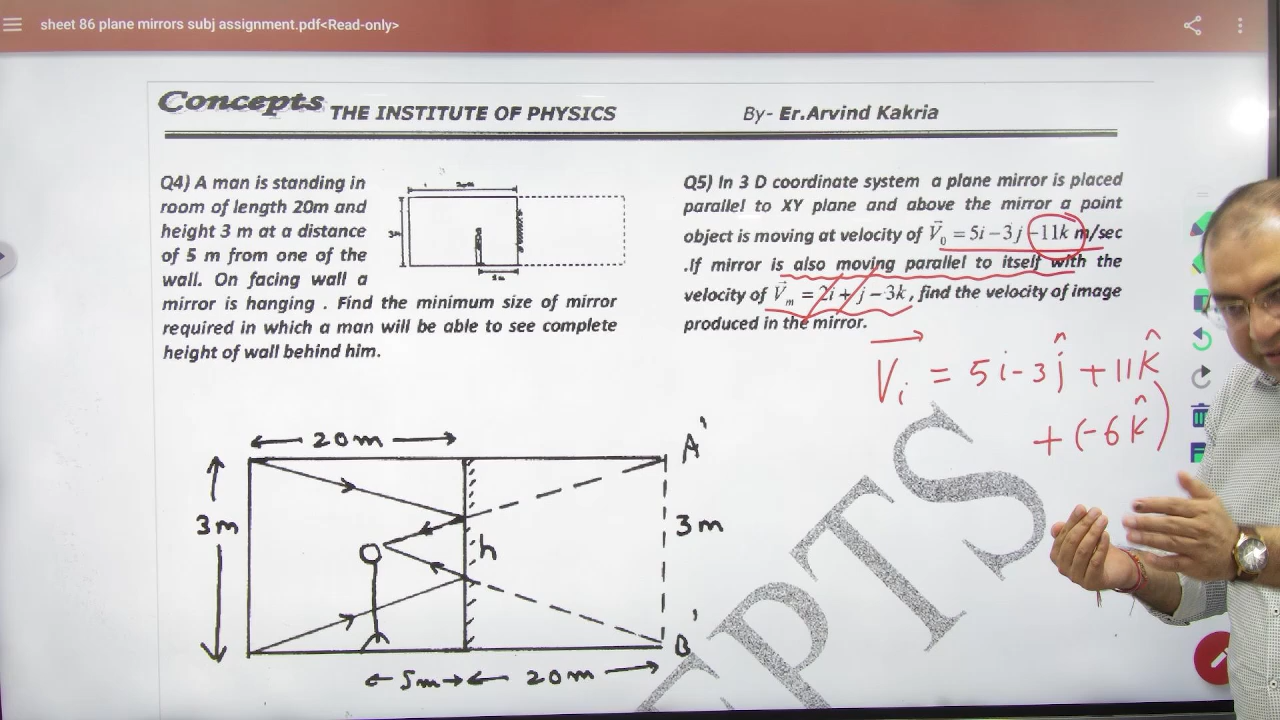 sheet 86 plane mirrors subj assignment.pdf<Read-only>
Concepts THE INSTITUTE OF PHYSICS
By- Er.Arvind Kakria
Q4) A man is standing in
room of length 20m and
height 3 m at a distance
of 5 m from one of the
wall. On facing wall a
mirror is hanging . Find the minimum size of mirror
required in which a man will be able to see complete
height of wall behind him.
20m
3m
5m
Q5) In 3 D coordinate system a plane mirror is placed
parallel to XY plane and above the mirror a point
object is moving at velocity of V⃗₀ = 5i − 3j − 11k m/sec
.If mirror is also moving parallel to itself with the
velocity of V⃗ₘ = 2i + j − 3k, find the velocity of image
produced in the mirror.
V⃗ᵢ = 5i - 3ĵ + 11k̂
+ (-6k̂)
20m
A'
3m
h
3m
B'
5m
20m
EPTS